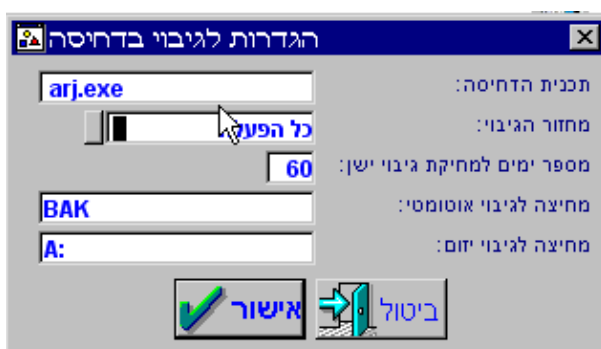 הגדרות לגיבוי בדחיסה
תכנית הדחיסה: arj.exe
מחזור הגיבוי: כל
מספר ימים למחיקת גיבוי ישן: 60
מחיצה לגיבוי אוטומטי: BAK
מחיצה לגיבוי יזום: A:
ביטול אישור